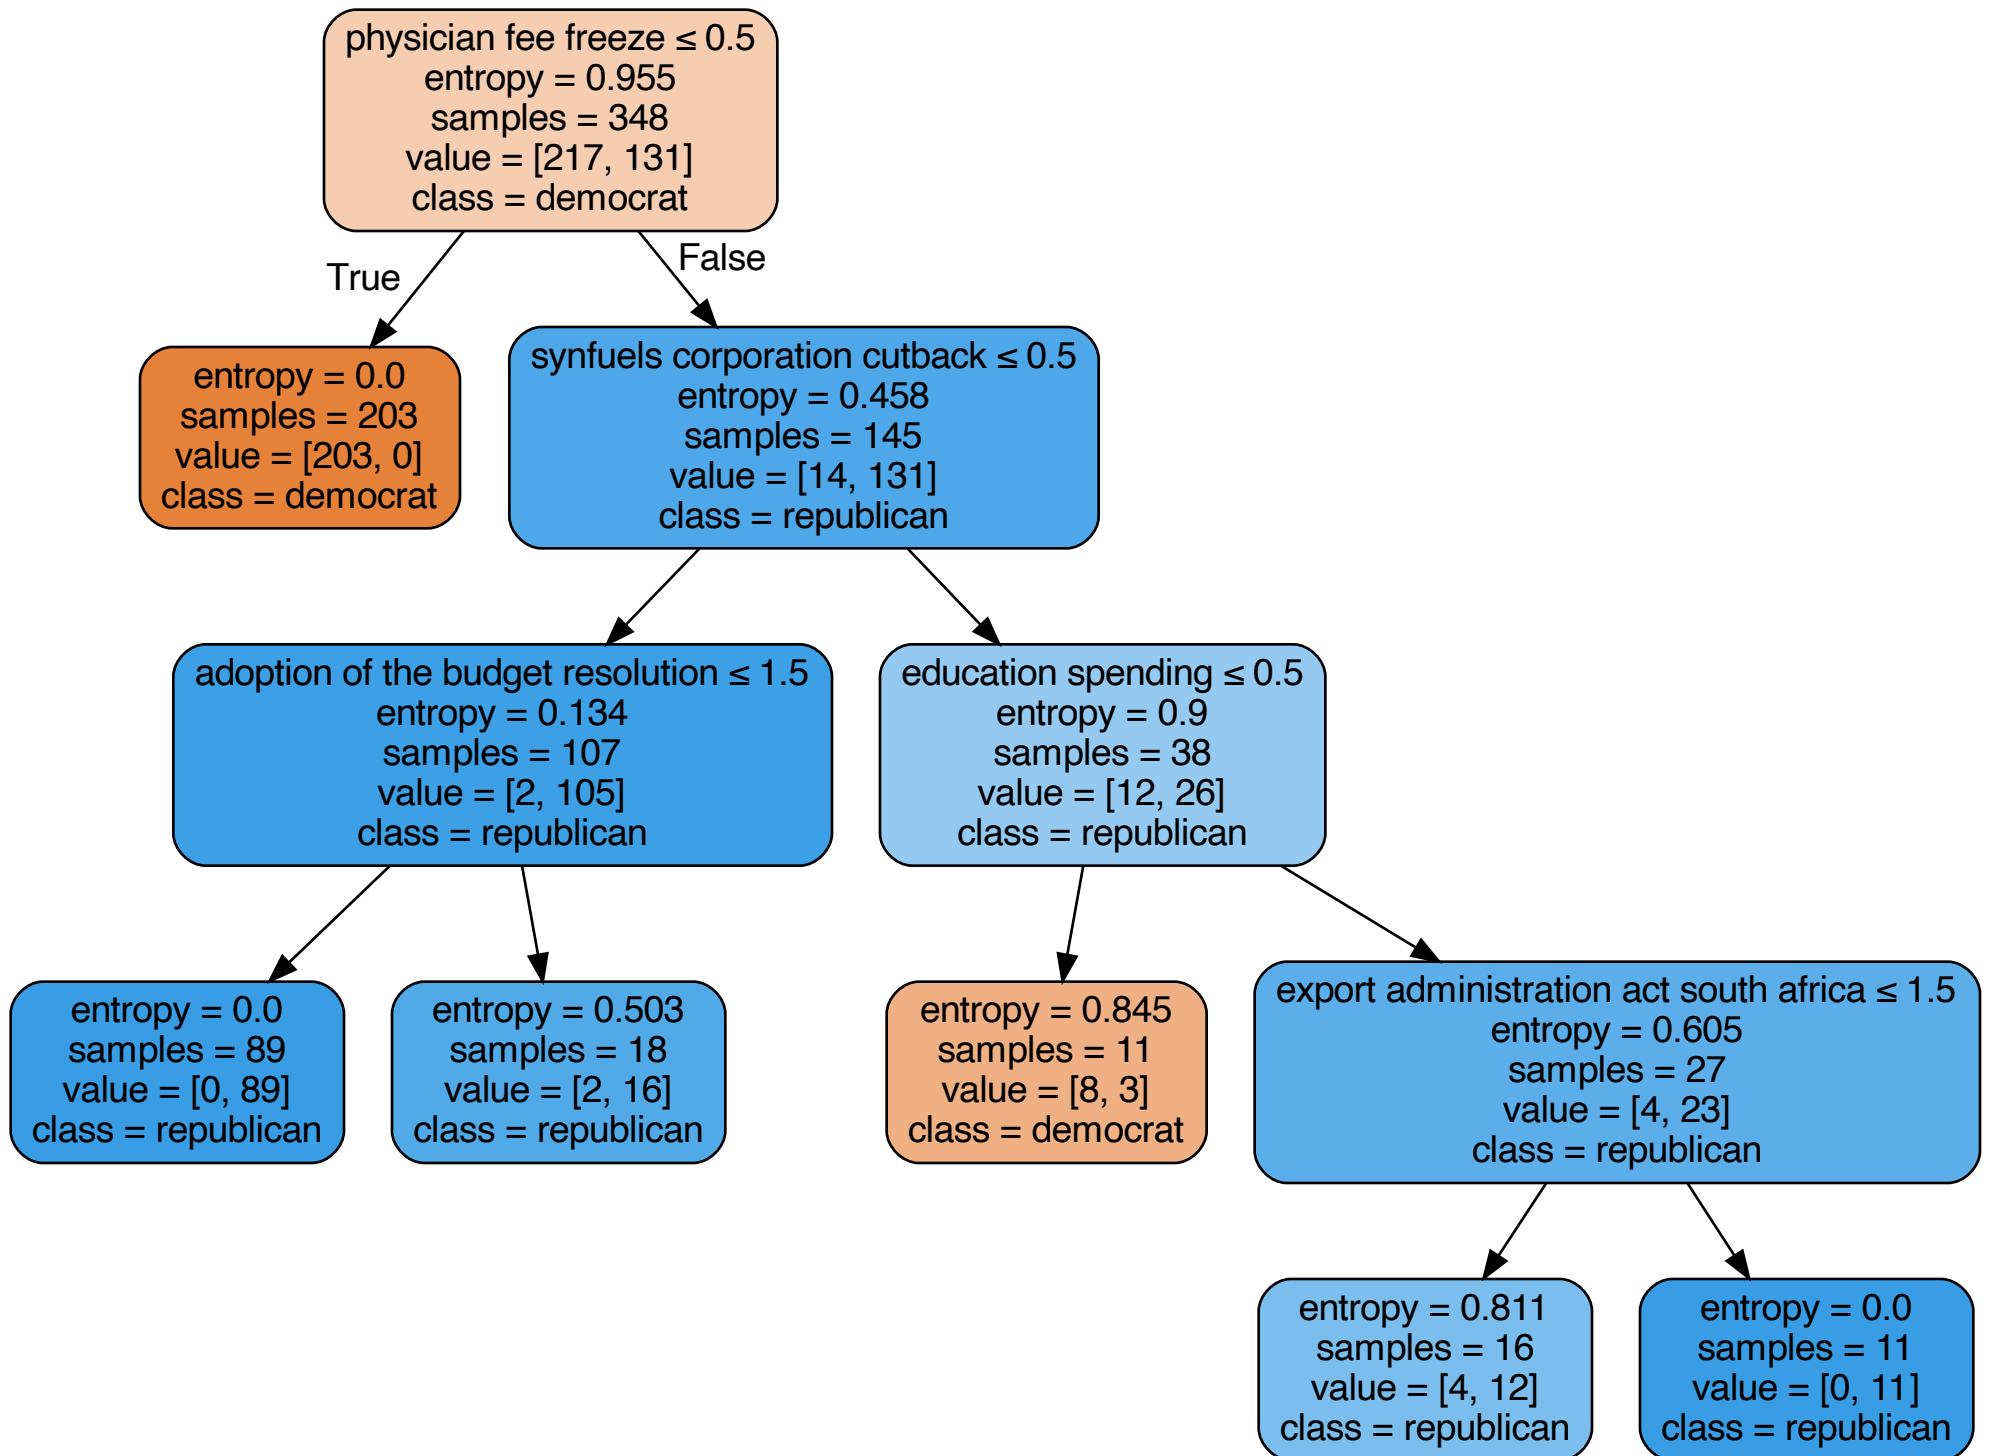 physician fee freeze ≤ 0.5
entropy = 0.955
samples = 348
value = [217, 131]
class = democrat
True
False
entropy = 0.0
samples = 203
value = [203, 0]
class = democrat
synfuels corporation cutback ≤ 0.5
entropy = 0.458
samples = 145
value = [14, 131]
class = republican
adoption of the budget resolution ≤ 1.5
entropy = 0.134
samples = 107
value = [2, 105]
class = republican
education spending ≤ 0.5
entropy = 0.9
samples = 38
value = [12, 26]
class = republican
entropy = 0.0
samples = 89
value = [0, 89]
class = republican
entropy = 0.503
samples = 18
value = [2, 16]
class = republican
entropy = 0.845
samples = 11
value = [8, 3]
class = democrat
export administration act south africa ≤ 1.5
entropy = 0.605
samples = 27
value = [4, 23]
class = republican
entropy = 0.811
samples = 16
value = [4, 12]
class = republican
entropy = 0.0
samples = 11
value = [0, 11]
class = republican